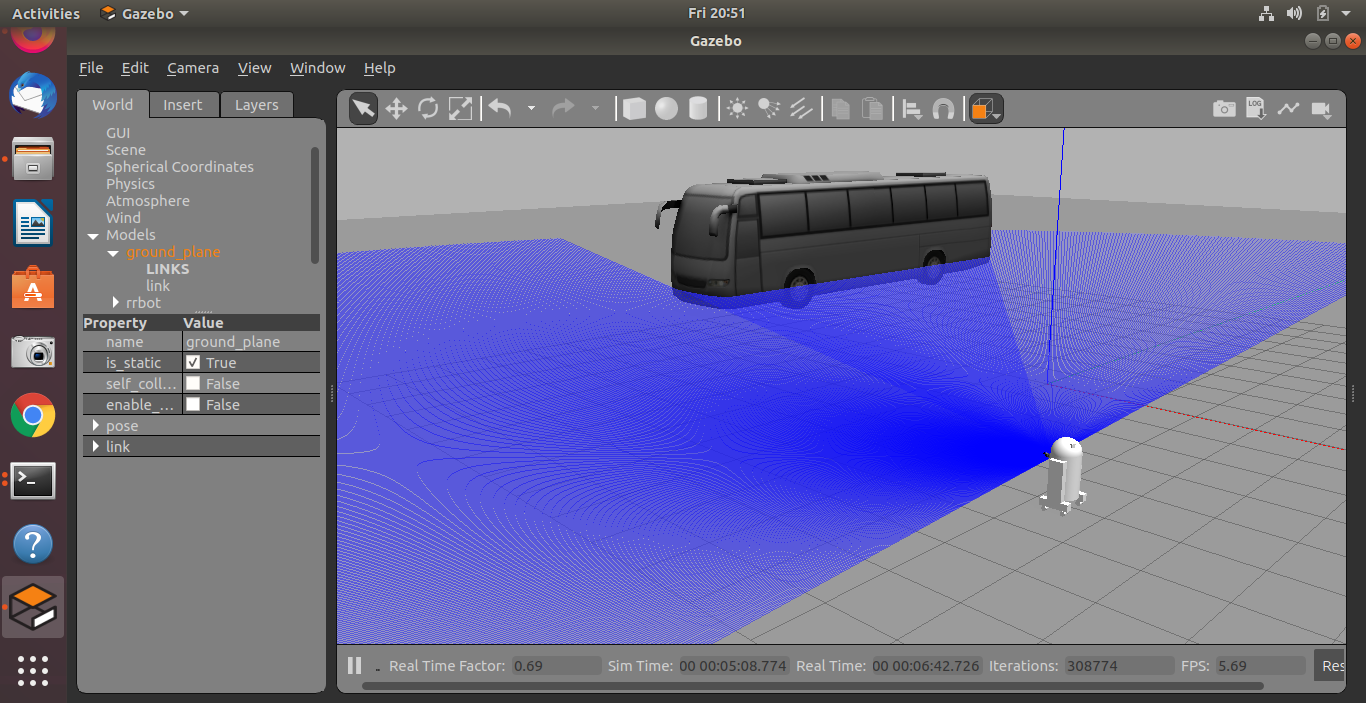 Activities Gazebo Fri 20:51
Gazebo
File Edit Camera View Window Help
World Insert Layers
LOG
GUI
Scene
Spherical Coordinates
Physics
Atmosphere
Wind
Models
ground_plane
LINKS
link
rrbot
Property Value
name ground_plane
is_static True
self_coll... False
enable_... False
pose
link
Real Time Factor: 0.69 Sim Time: 00 00:05:08.774 Real Time: 00 00:06:42.726 Iterations: 308774 FPS: 5.69 Res